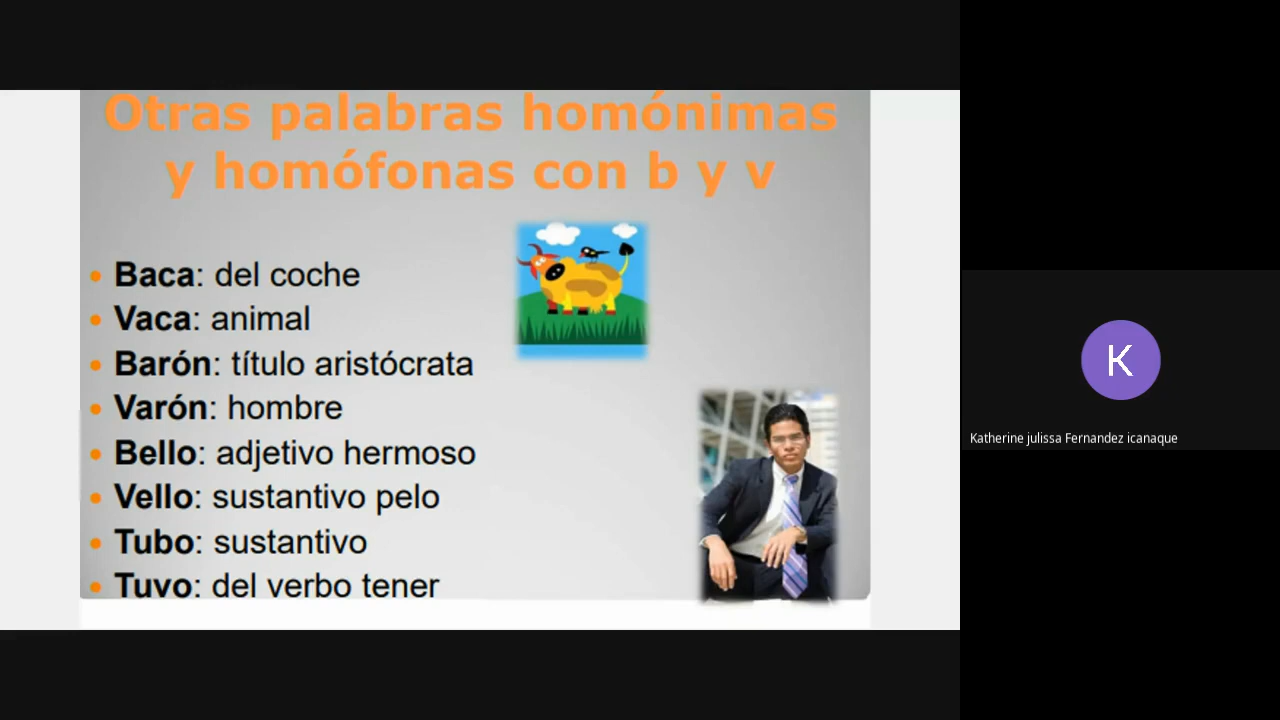 Otras palabras homónimas
y homófonas con b y v
Baca: del coche
Vaca: animal
Barón: título aristócrata
Varón: hombre
Bello: adjetivo hermoso
Vello: sustantivo pelo
Tubo: sustantivo
Tuvo: del verbo tener
K
Katherine julissa Fernandez icanaque